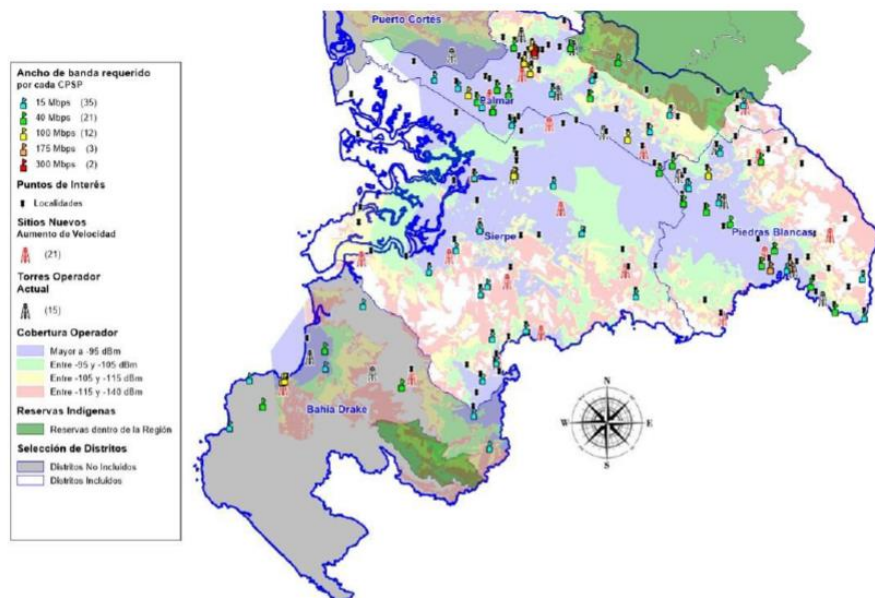 Ancho de banda requerido
por cada CPSP
15 Mbps (35)
40 Mbps (21)
100 Mbps (12)
175 Mbps (3)
300 Mbps (2)
Puntos de Interés
Localidades
Sitios Nuevos
Aumento de Velocidad
(21)
Torres Operador
Actual
(15)
Cobertura Operador
Mayor a -95 dBm
Entre -95 y -105 dBm
Entre -105 y -115 dBm
Entre -115 y -140 dBm
Reservas Indígenas
Reservas dentro de la Región
Selección de Distritos
Distritos No Incluidos
Distritos Incluidos
Puerto Cortés
Palmar
Sierpe
Piedras Blancas
Bahía Drake
N
W
E
S